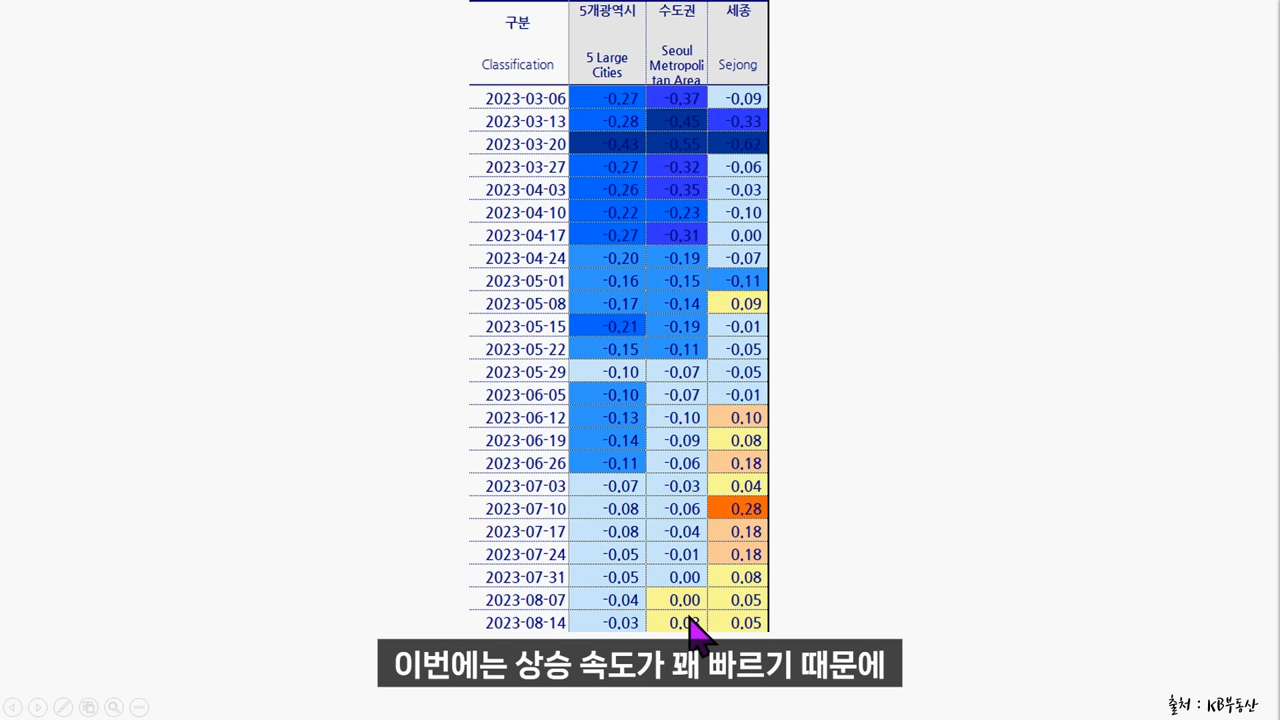 구분 5개광역시 수도권 세종
Classification 5 Large Cities Seoul Metropolitan Area Sejong
2023-03-06 -0.27 -0.37 -0.09
2023-03-13 -0.28 -0.45 -0.33
2023-03-20 -0.43 -0.55 -0.62
2023-03-27 -0.27 -0.32 -0.06
2023-04-03 -0.26 -0.35 -0.03
2023-04-10 -0.22 -0.23 -0.10
2023-04-17 -0.27 -0.31 0.00
2023-04-24 -0.20 -0.19 -0.07
2023-05-01 -0.16 -0.15 -0.11
2023-05-08 -0.17 -0.14 0.09
2023-05-15 -0.21 -0.19 -0.01
2023-05-22 -0.15 -0.11 -0.05
2023-05-29 -0.10 -0.07 -0.05
2023-06-05 -0.10 -0.07 -0.01
2023-06-12 -0.13 -0.10 0.10
2023-06-19 -0.14 -0.09 0.08
2023-06-26 -0.11 -0.06 0.18
2023-07-03 -0.07 -0.03 0.04
2023-07-10 -0.08 -0.06 0.28
2023-07-17 -0.08 -0.04 0.18
2023-07-24 -0.05 -0.01 0.18
2023-07-31 -0.05 0.00 0.08
2023-08-07 -0.04 0.00 0.05
2023-08-14 -0.03 0.05
이번에는 상승 속도가 꽤 빠르기 때문에
출처 : KB부동산